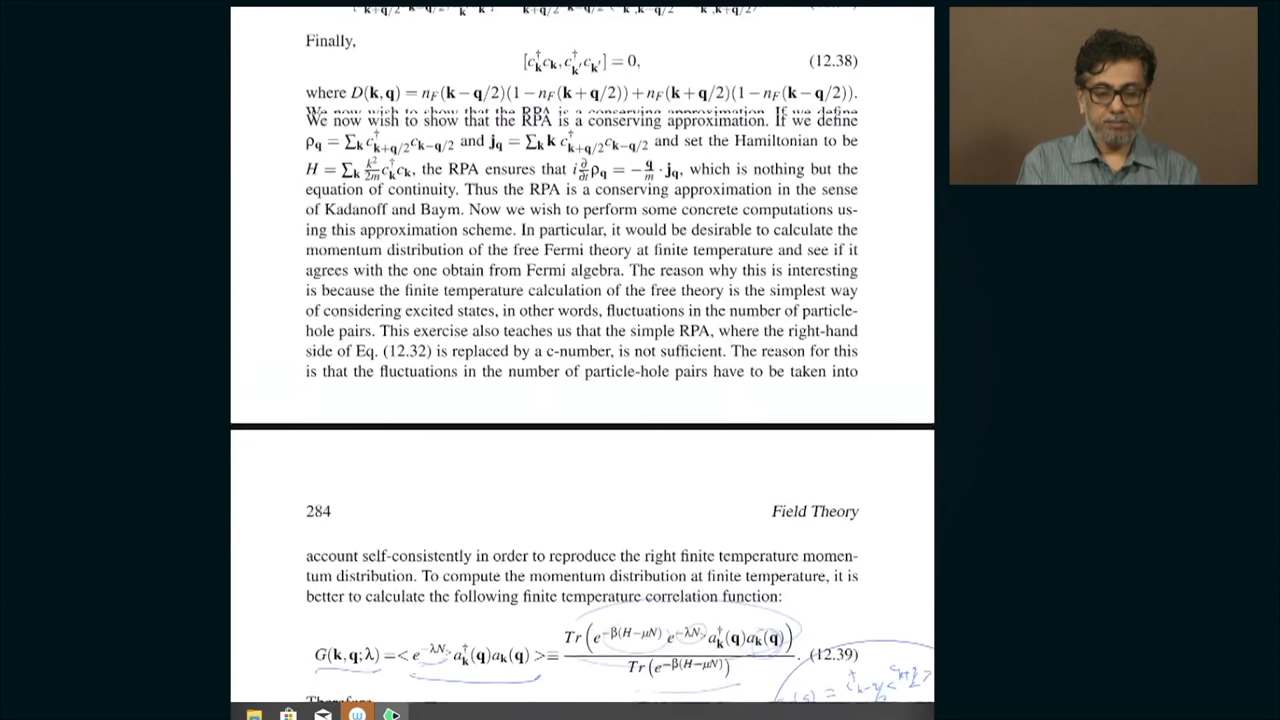 Finally,
[c†_k c_k, c†_k' c_k'] = 0, (12.38)
where D(k,q) = n_F(k−q/2)(1−n_F(k+q/2))+n_F(k+q/2)(1−n_F(k−q/2)).
We now wish to show that the RPA is a conserving approximation. If we define
ρ_q = ∑_k c†_{k+q/2}c_{k−q/2} and j_q = ∑_k k c†_{k+q/2}c_{k−q/2} and set the Hamiltonian to be
H = ∑_k k²/2m c†_k c_k, the RPA ensures that i ∂/∂t ρ_q = −q/m · j_q, which is nothing but the
equation of continuity. Thus the RPA is a conserving approximation in the sense
of Kadanoff and Baym. Now we wish to perform some concrete computations us-
ing this approximation scheme. In particular, it would be desirable to calculate the
momentum distribution of the free Fermi theory at finite temperature and see if it
agrees with the one obtain from Fermi algebra. The reason why this is interesting
is because the finite temperature calculation of the free theory is the simplest way
of considering excited states, in other words, fluctuations in the number of particle-
hole pairs. This exercise also teaches us that the simple RPA, where the right-hand
side of Eq. (12.32) is replaced by a c-number, is not sufficient. The reason for this
is that the fluctuations in the number of particle-hole pairs have to be taken into
284 Field Theory
account self-consistently in order to reproduce the right finite temperature momen-
tum distribution. To compute the momentum distribution at finite temperature, it is
better to calculate the following finite temperature correlation function:
G(k,q;λ) =< e^{−λN_>} a†_k(q)a_k(q) >≡ Tr(e^{−β(H−μN)} e^{−λN_>} a†_k(q)a_k(q)) / Tr(e^{−β(H−μN)}) . (12.39)